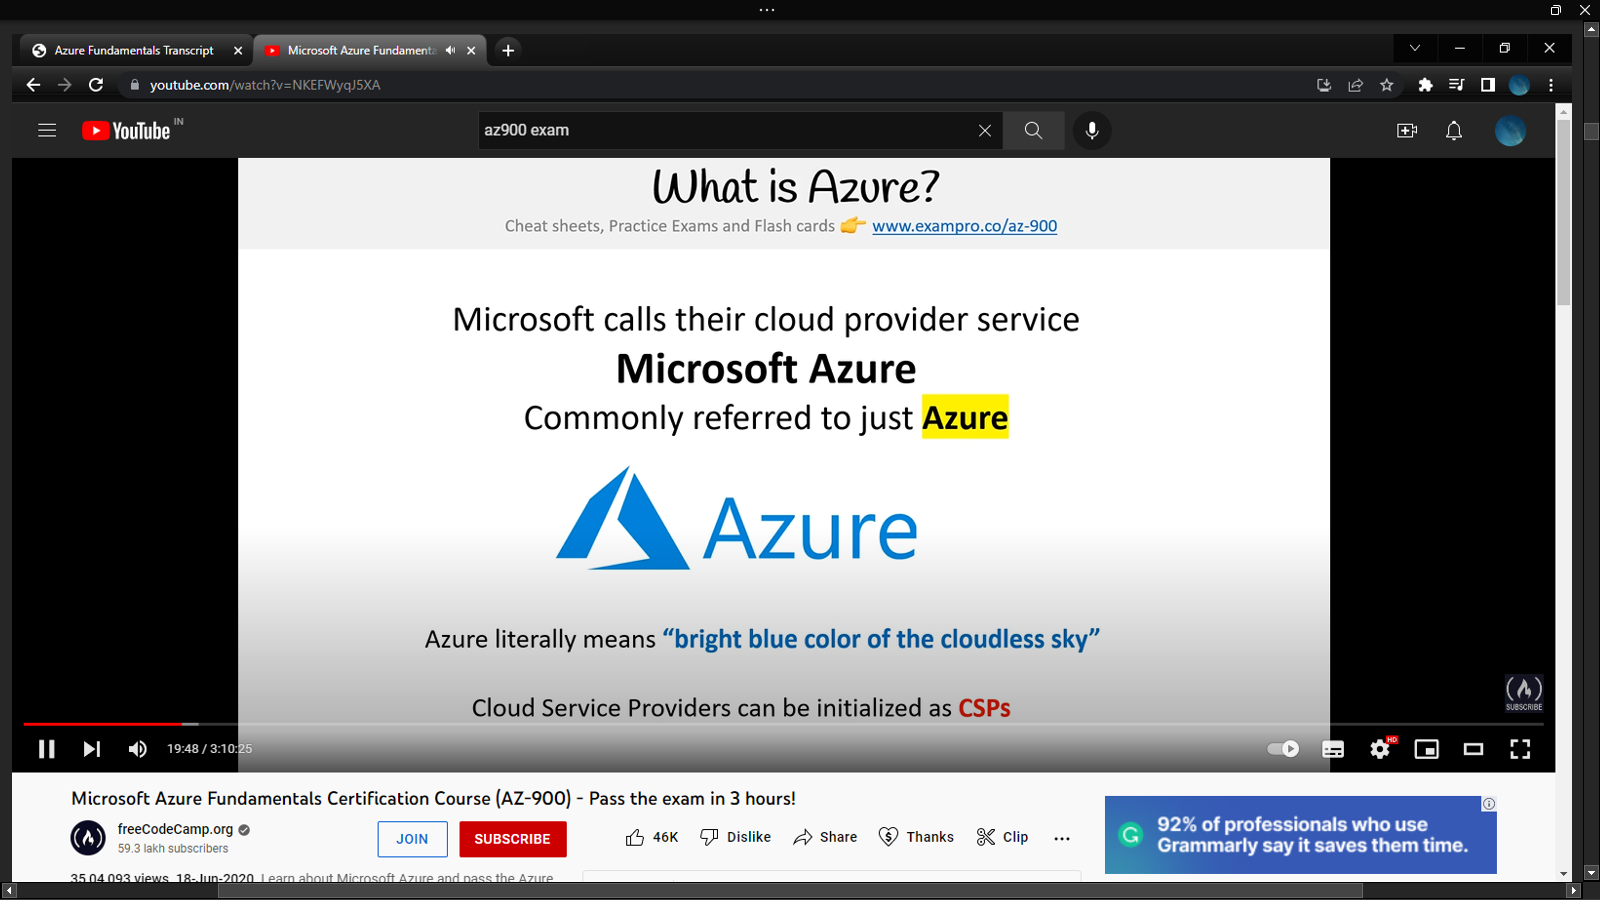 Azure Fundamentals Transcript
Microsoft Azure Fundamenta
youtube.com/watch?v=NKEFWyqJ5XA
YouTube IN
az900 exam
What is Azure?
Cheat sheets, Practice Exams and Flash cards 👉 www.exampro.co/az-900
Microsoft calls their cloud provider service
Microsoft Azure
Commonly referred to just Azure
Azure
Azure literally means “bright blue color of the cloudless sky”
Cloud Service Providers can be initialized as CSPs
SUBSCRIBE
19:48 / 3:10:25
HD
Microsoft Azure Fundamentals Certification Course (AZ-900) - Pass the exam in 3 hours!
freeCodeCamp.org
59.3 lakh subscribers
JOIN
SUBSCRIBE
46K
Dislike
Share
Thanks
Clip
92% of professionals who use
Grammarly say it saves them time.
35,04,093 views 18-Jun-2020 Learn about Microsoft Azure and pass the Azure